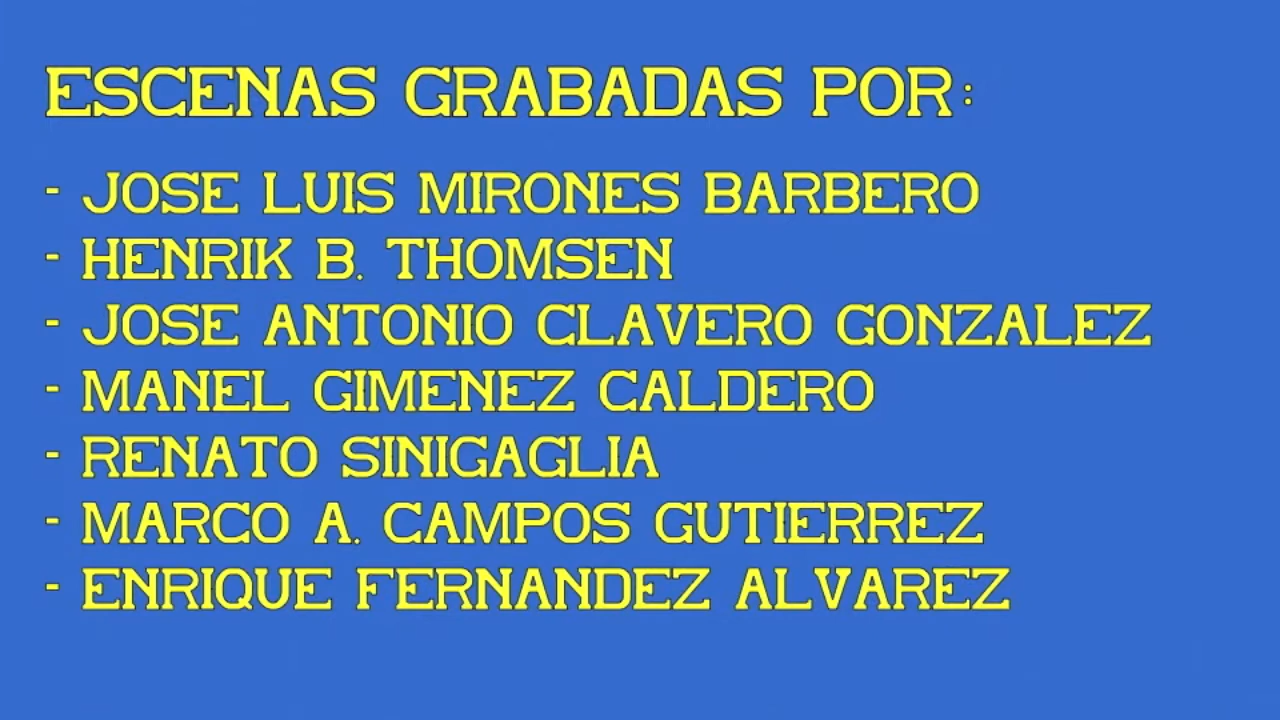 ESCENAS GRABADAS POR:
- JOSE LUIS MIRONES BARBERO
- HENRIK B. THOMSEN
- JOSE ANTONIO CLAVERO GONZALEZ
- MANEL GIMENEZ CALDERO
- RENATO SINIGAGLIA
- MARCO A. CAMPOS GUTIERREZ
- ENRIQUE FERNANDEZ ALVAREZ